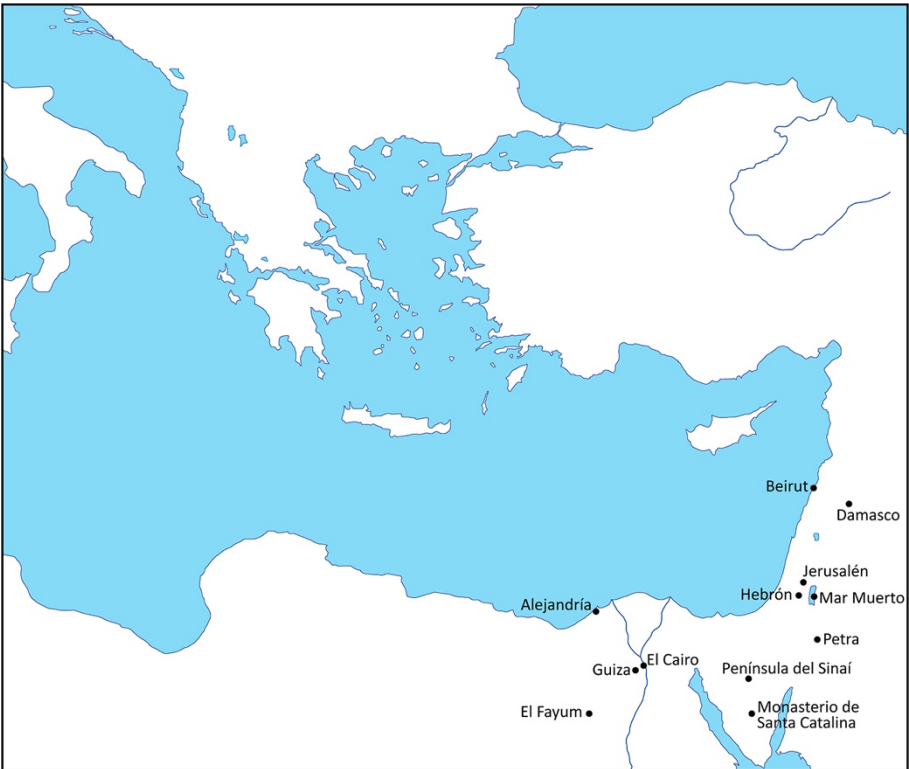 Beirut
Damasco
Jerusalén
Hebrón
Mar Muerto
Alejandría
Petra
El Cairo
Guiza
Península del Sinaí
El Fayum
Monasterio de
Santa Catalina